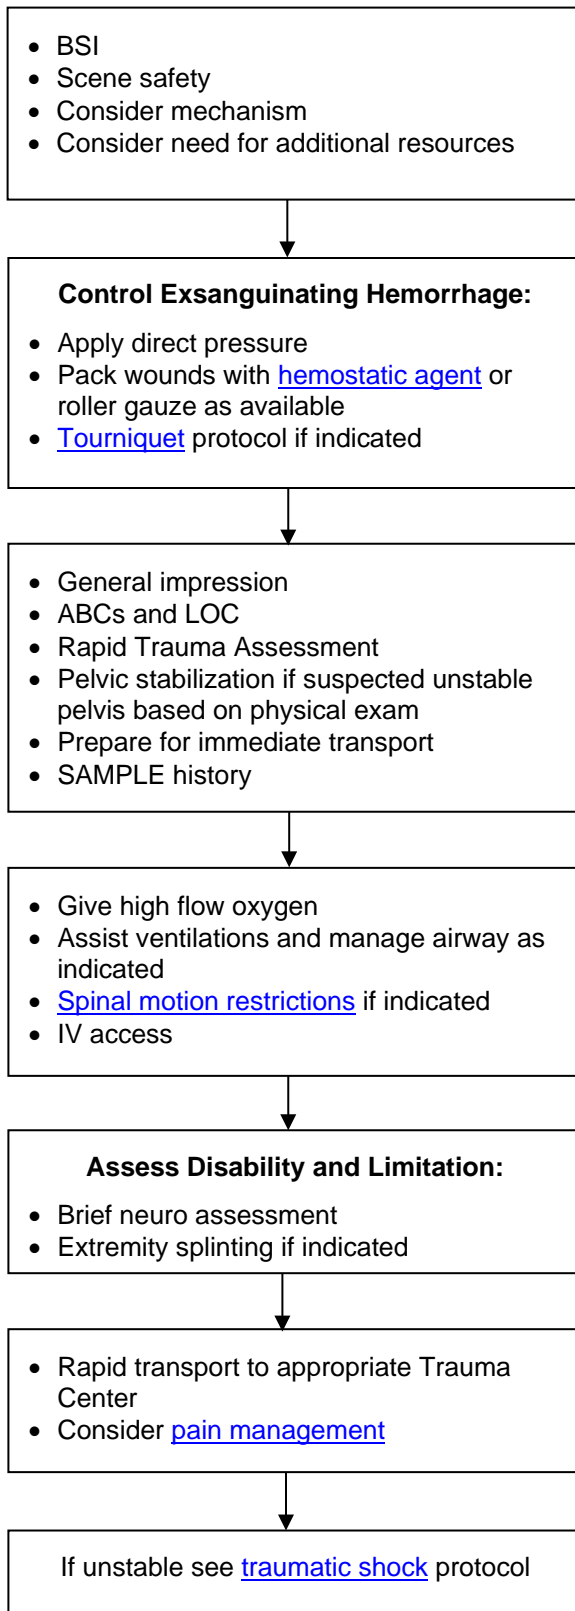 • BSI
• Scene safety
• Consider mechanism
• Consider need for additional resources
Control Exsanguinating Hemorrhage:
• Apply direct pressure
• Pack wounds with hemostatic agent or
roller gauze as available
• Tourniquet protocol if indicated
• General impression
• ABCs and LOC
• Rapid Trauma Assessment
• Pelvic stabilization if suspected unstable
pelvis based on physical exam
• Prepare for immediate transport
• SAMPLE history
• Give high flow oxygen
• Assist ventilations and manage airway as
indicated
• Spinal motion restrictions if indicated
• IV access
Assess Disability and Limitation:
• Brief neuro assessment
• Extremity splinting if indicated
• Rapid transport to appropriate Trauma
Center
• Consider pain management
If unstable see traumatic shock protocol